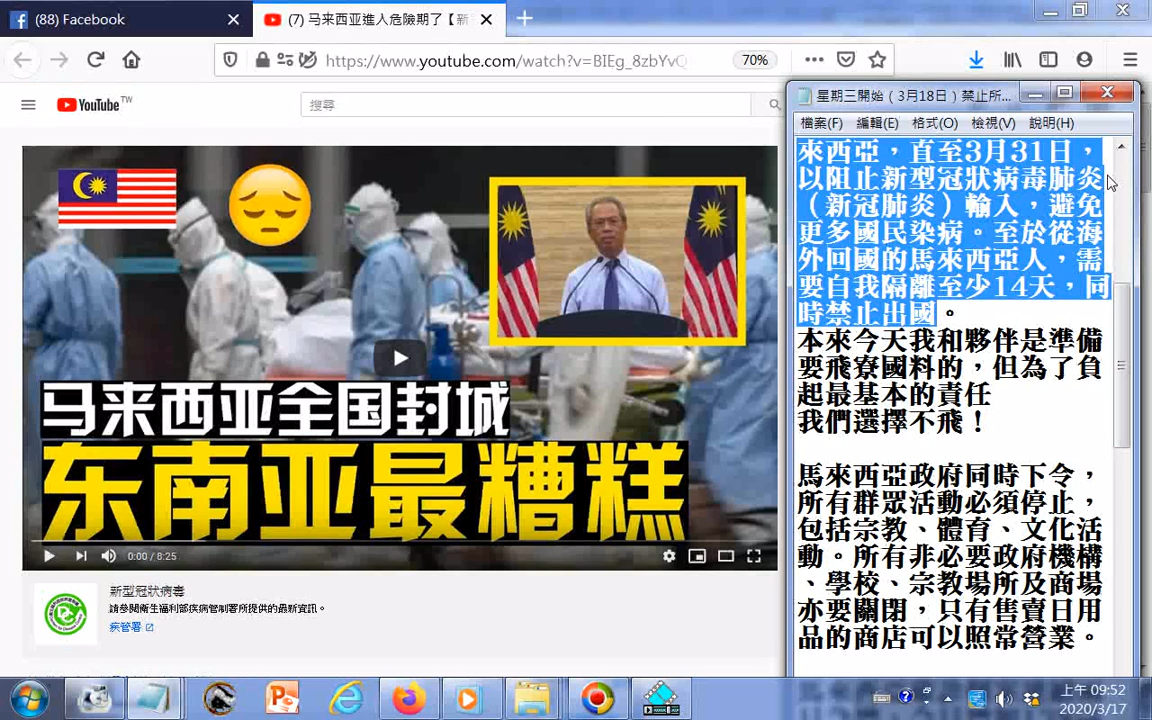 (88) Facebook
(7) 马来西亚進入危險期了【新
https://www.youtube.com/watch?v=BIEg_8zbYvQ
70%
YouTube TW
搜尋
马来西亚全国封城
东南亚最糟糕
0:00 / 8:25
新型冠狀病毒
請參閱衛生福利部疾病管制署所提供的最新資訊。
疾管署
星期三開始（3月18日）禁止所...
檔案(F) 編輯(E) 格式(O) 檢視(V) 說明(H)
來西亞，直至3月31日，
以阻止新型冠狀病毒肺炎
（新冠肺炎）輸入，避免
更多國民染病。至於從海
外回國的馬來西亞人，需
要自我隔離至少14天，同
時禁止出國。
本來今天我和夥伴是準備
要飛寮國料的，但為了負
起最基本的責任
我們選擇不飛！
馬來西亞政府同時下令，
所有群眾活動必須停止，
包括宗教、體育、文化活
動。所有非必要政府機構
、學校、宗教場所及商場
亦要關閉，只有售賣日用
品的商店可以照常營業。
上午 09:52
2020/3/17